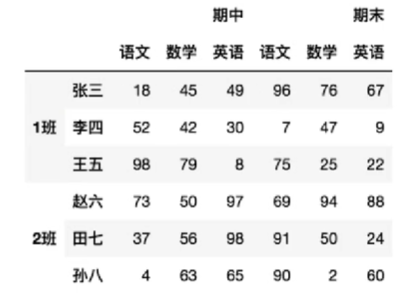 期中 期末
语文 数学 英语 语文 数学 英语
张三 18 45 49 96 76 67
1班 李四 52 42 30 7 47 9
王五 98 79 8 75 25 22
赵六 73 50 97 69 94 88
2班 田七 37 56 98 91 50 24
孙八 4 63 65 90 2 60